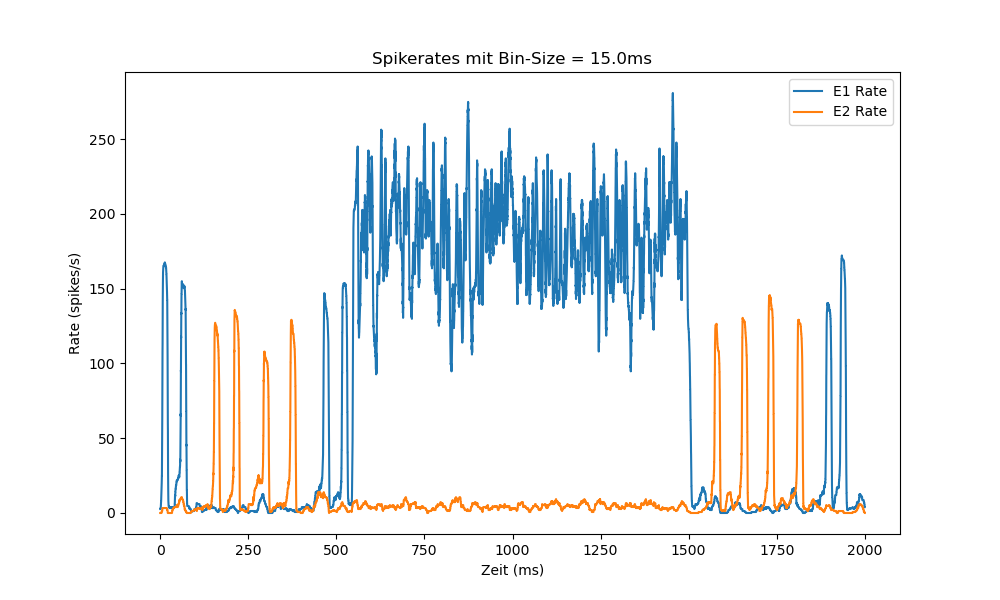 Spikerates mit Bin-Size = 15.0ms
E1 Rate
E2 Rate
Rate (spikes/s)
250
200
150
100
50
0
0 250 500 750 1000 1250 1500 1750 2000
Zeit (ms)